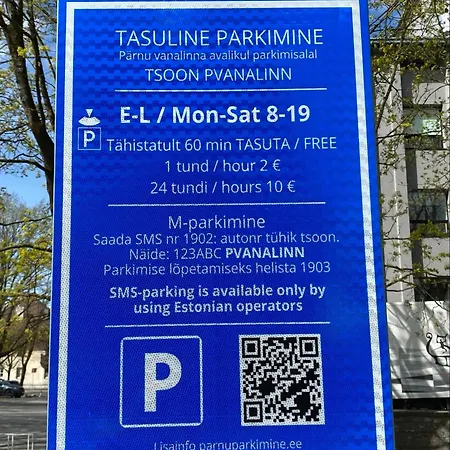 TASULINE PARKIMINE
Pärnu vanalinna avalikul parkimisalal
TSOON PVANALINN
E-L / Mon-Sat 8-19
P
Tähistatult 60 min TASUTA / FREE
1 tund / hour 2 €
24 tundi / hours 10 €
M-parkimine
Saada SMS nr 1902: autonr tühik tsoon.
Näide: 123ABC PVANALINN
Parkimise lõpetamiseks helista 1903
SMS-parking is available only by
using Estonian operators
P
Lisainfo parnuparkimine.ee